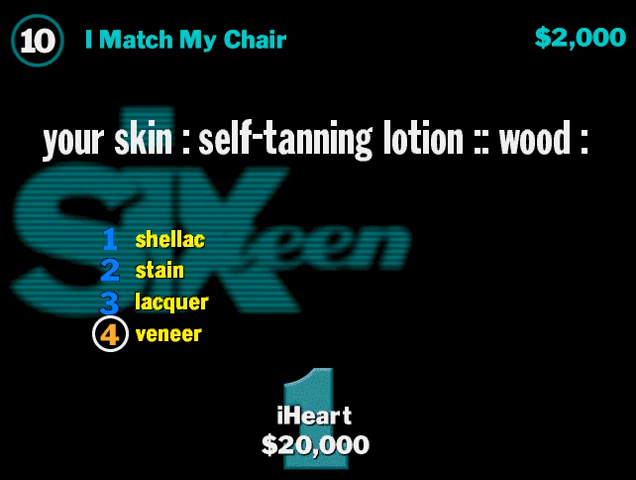 10 I Match My Chair $2,000
your skin : self-tanning lotion :: wood :
SIXteen
1 shellac
2 stain
3 lacquer
4 veneer
1
iHeart
$20,000